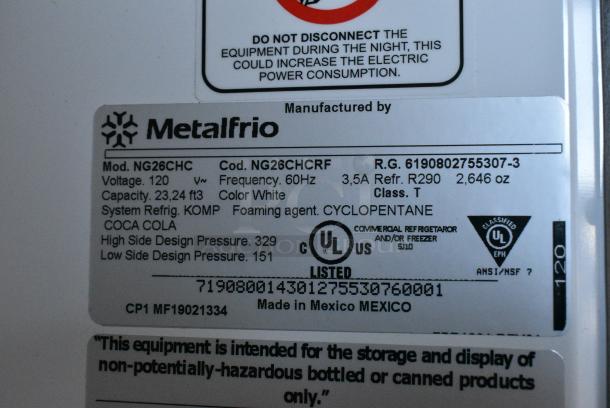 DO NOT DISCONNECT THE
EQUIPMENT DURING THE NIGHT, THIS
COULD INCREASE THE ELECTRIC
POWER CONSUMPTION.
Manufactured by
Metalfrio
Mod. NG26CHC Cod. NG26CHCRF R.G. 6190802755307-3
Voltage. 120 V~ Frequency. 60Hz 3,5A Refr. R290 2,646 oz
Capacity. 23,24 ft3 Color White Class. T
System Refrig. KOMP Foaming agent. CYCLOPENTANE
COCA COLA
High Side Design Pressure. 329
Low Side Design Pressure. 151
C UL US
LISTED
COMMERCIAL REFRIGETAROR
AND/OR FREEZER
5J10
CLASSIFIED
UL
EPH
ANSI/NSF 7
120
719080014301275530760001
CP1 MF19021334 Made in Mexico MEXICO
"This equipment is intended for the storage and display of
non-potentially-hazardous bottled or canned products
only."